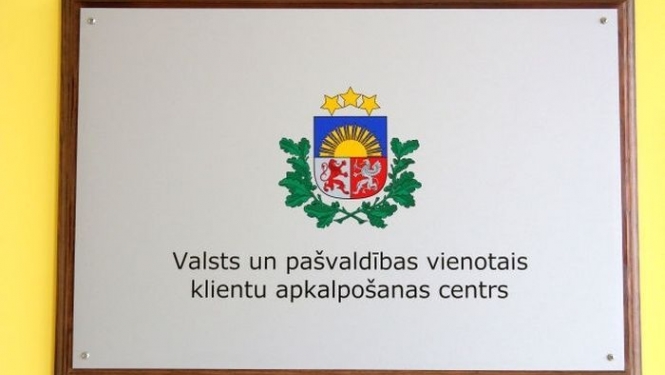 Valsts un pašvaldības vienotais
klientu apkalpošanas centrs